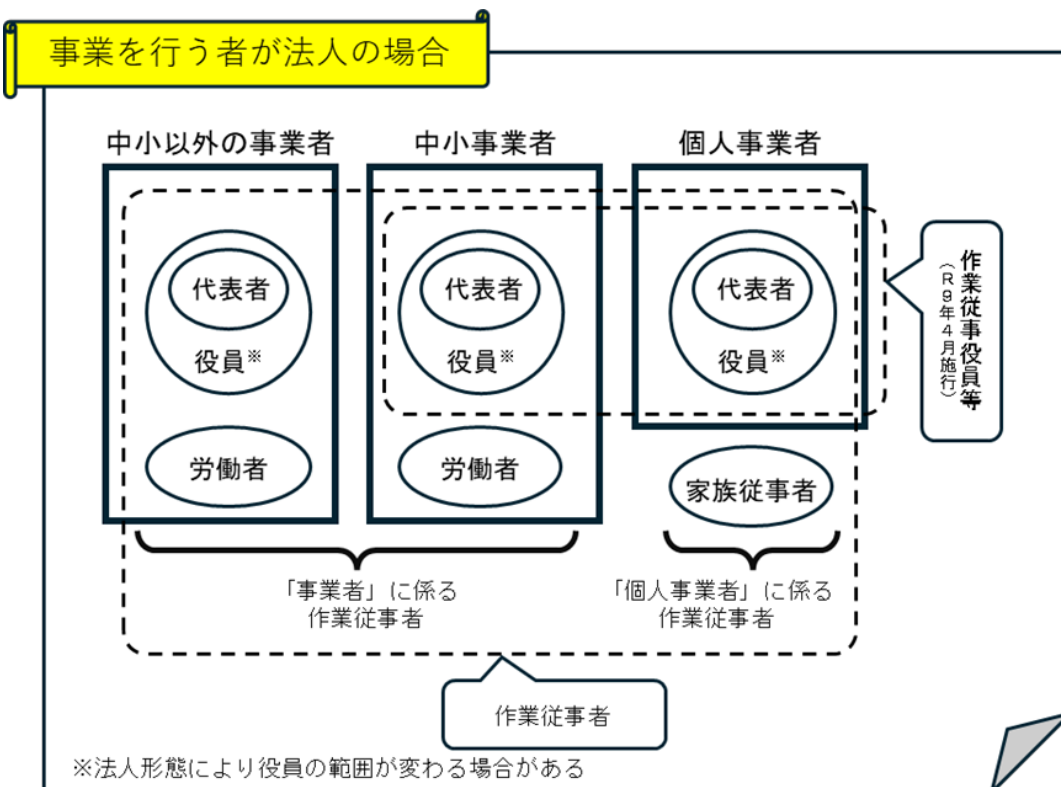 事業を行う者が法人の場合
中小以外の事業者
中小事業者
個人事業者
代表者
役員※
労働者
代表者
役員※
労働者
代表者
役員※
家族従事者
作業従事役員等
（R9年4月施行）
「事業者」に係る
作業従事者
「個人事業者」に係る
作業従事者
作業従事者
※法人形態により役員の範囲が変わる場合がある